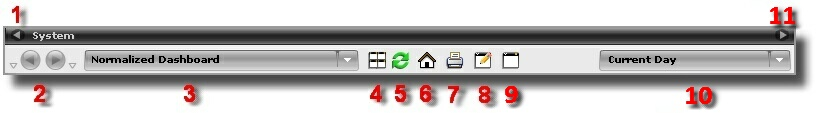 1 11
System
Normalized Dashboard Current Day
2 3 4 5 6 7 8 9 10